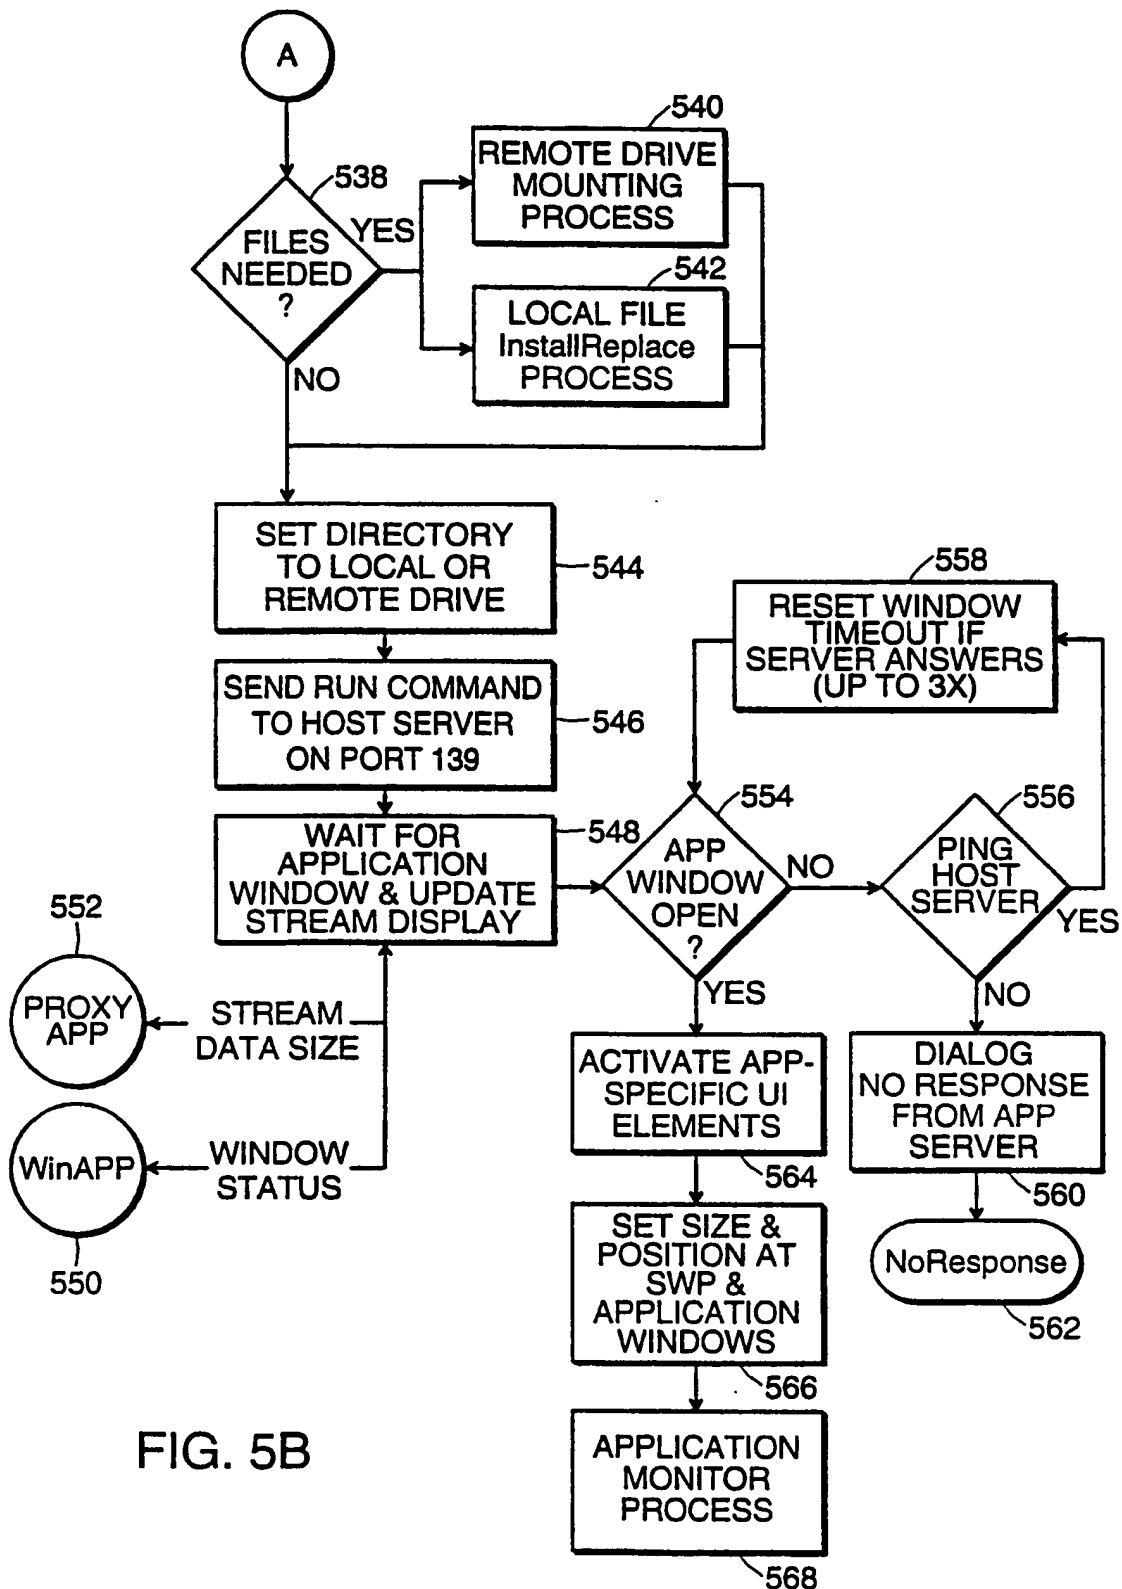 A
540
REMOTE DRIVE
MOUNTING
PROCESS
538
FILES
NEEDED
?
YES
542
LOCAL FILE
InstallReplace
PROCESS
NO
SET DIRECTORY
TO LOCAL OR
REMOTE DRIVE
544
558
RESET WINDOW
TIMEOUT IF
SERVER ANSWERS
(UP TO 3X)
SEND RUN COMMAND
TO HOST SERVER
ON PORT 139
546
WAIT FOR
APPLICATION
WINDOW & UPDATE
STREAM DISPLAY
548
554
APP
WINDOW
OPEN
?
NO
556
PING
HOST
SERVER
YES
552
PROXY
APP
STREAM
DATA SIZE
YES
NO
WinAPP
WINDOW
STATUS
550
ACTIVATE APP-
SPECIFIC UI
ELEMENTS
564
DIALOG
NO RESPONSE
FROM APP
SERVER
560
SET SIZE &
POSITION AT
SWP &
APPLICATION
WINDOWS
566
NoResponse
562
APPLICATION
MONITOR
PROCESS
568
FIG. 5B